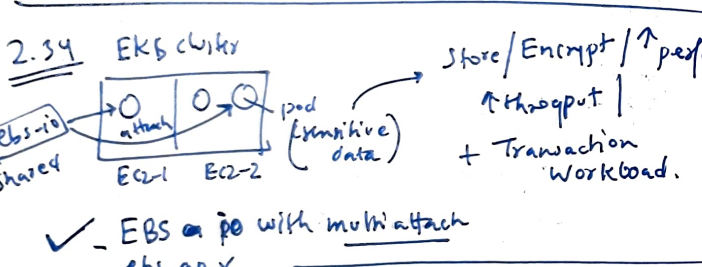 2.34 EKS cluster
Store/Encrypt/↑perf
↑throqput |
+ Transaction
Workload.
ebs-io
shared
attach
EC2-1 EC2-2
pod
(sensitive
data)
✓- EBS io with multiattach